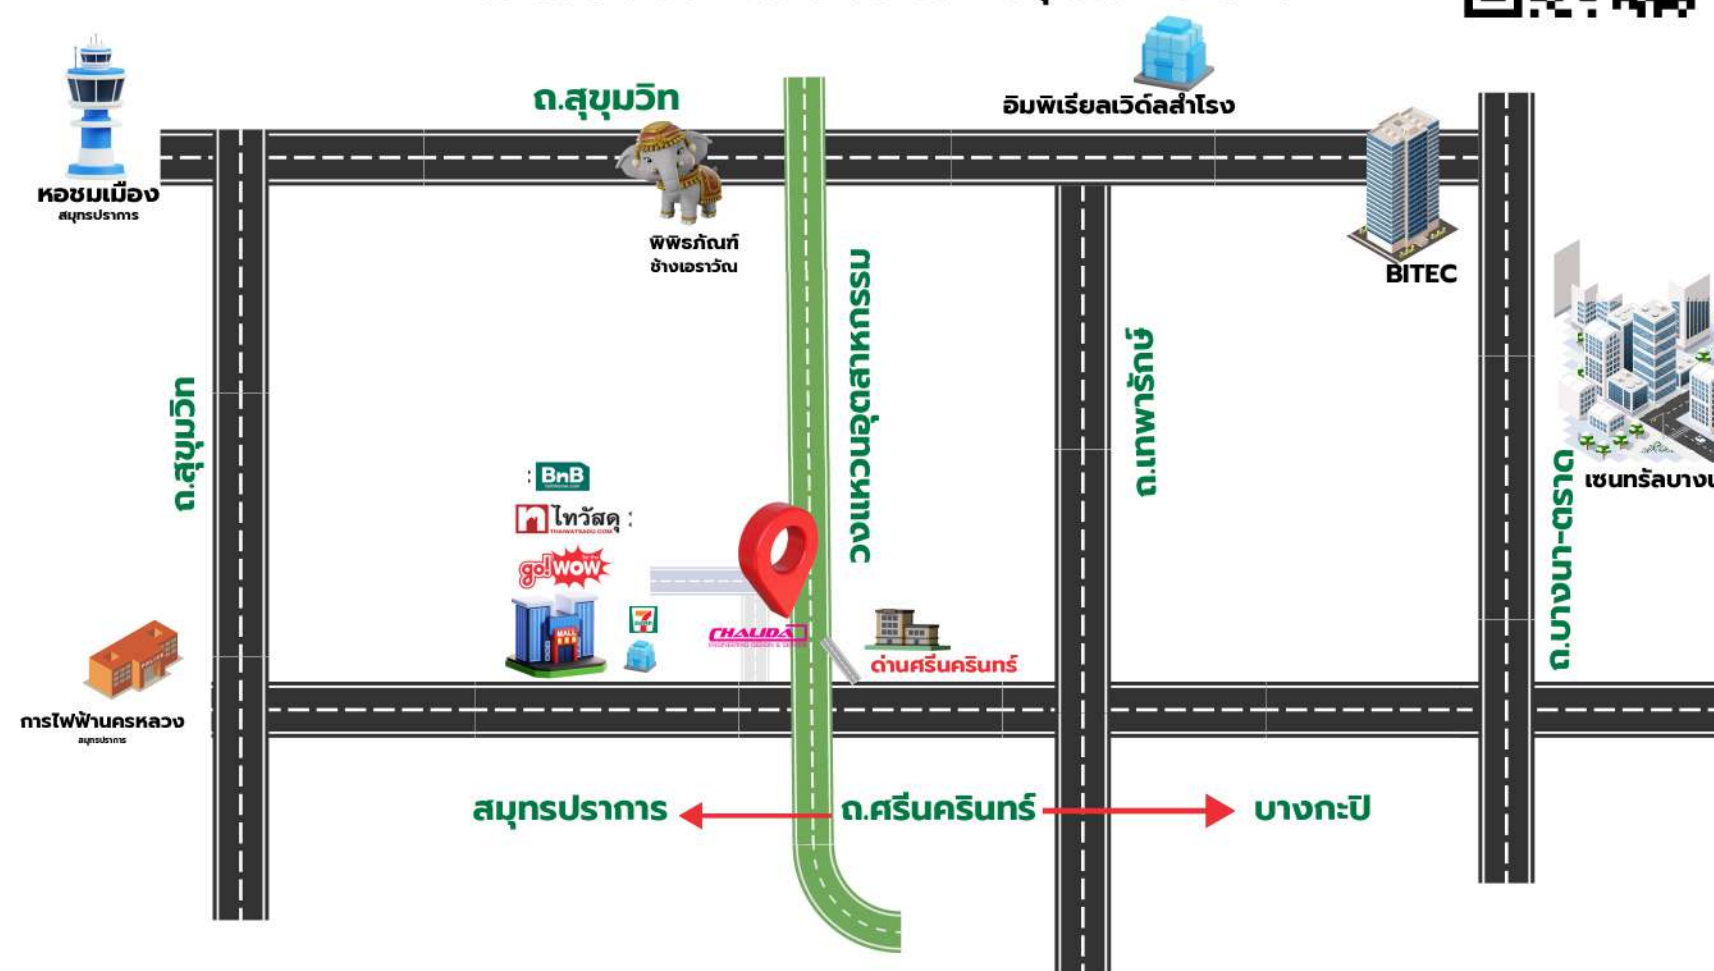 ถ.สุขุมวิท
อิมพีเรียลเวิด์ลสำโรง
หอชมเมือง
สมุทรปราการ
พิพิธภัณฑ์
ช้างเอราวัณ
BITEC
วงแหวนอุตสาหกรรม
ถ.เทพารักษ์
ถ.สุขุมวิท
ถ.บางนา-ตราด
เซนทรัลบางน
: BnB
ไทวัสดุ :
THAIWATSADU.COM
go! WOW
MALL
7
CHALIDA
ENGINEERING DESIGN &
ด่านศรีนครินทร์
การไฟฟ้านครหลวง
สมุทรปราการ
สมุทรปราการ
ถ.ศรีนครินทร์
บางกะปิ